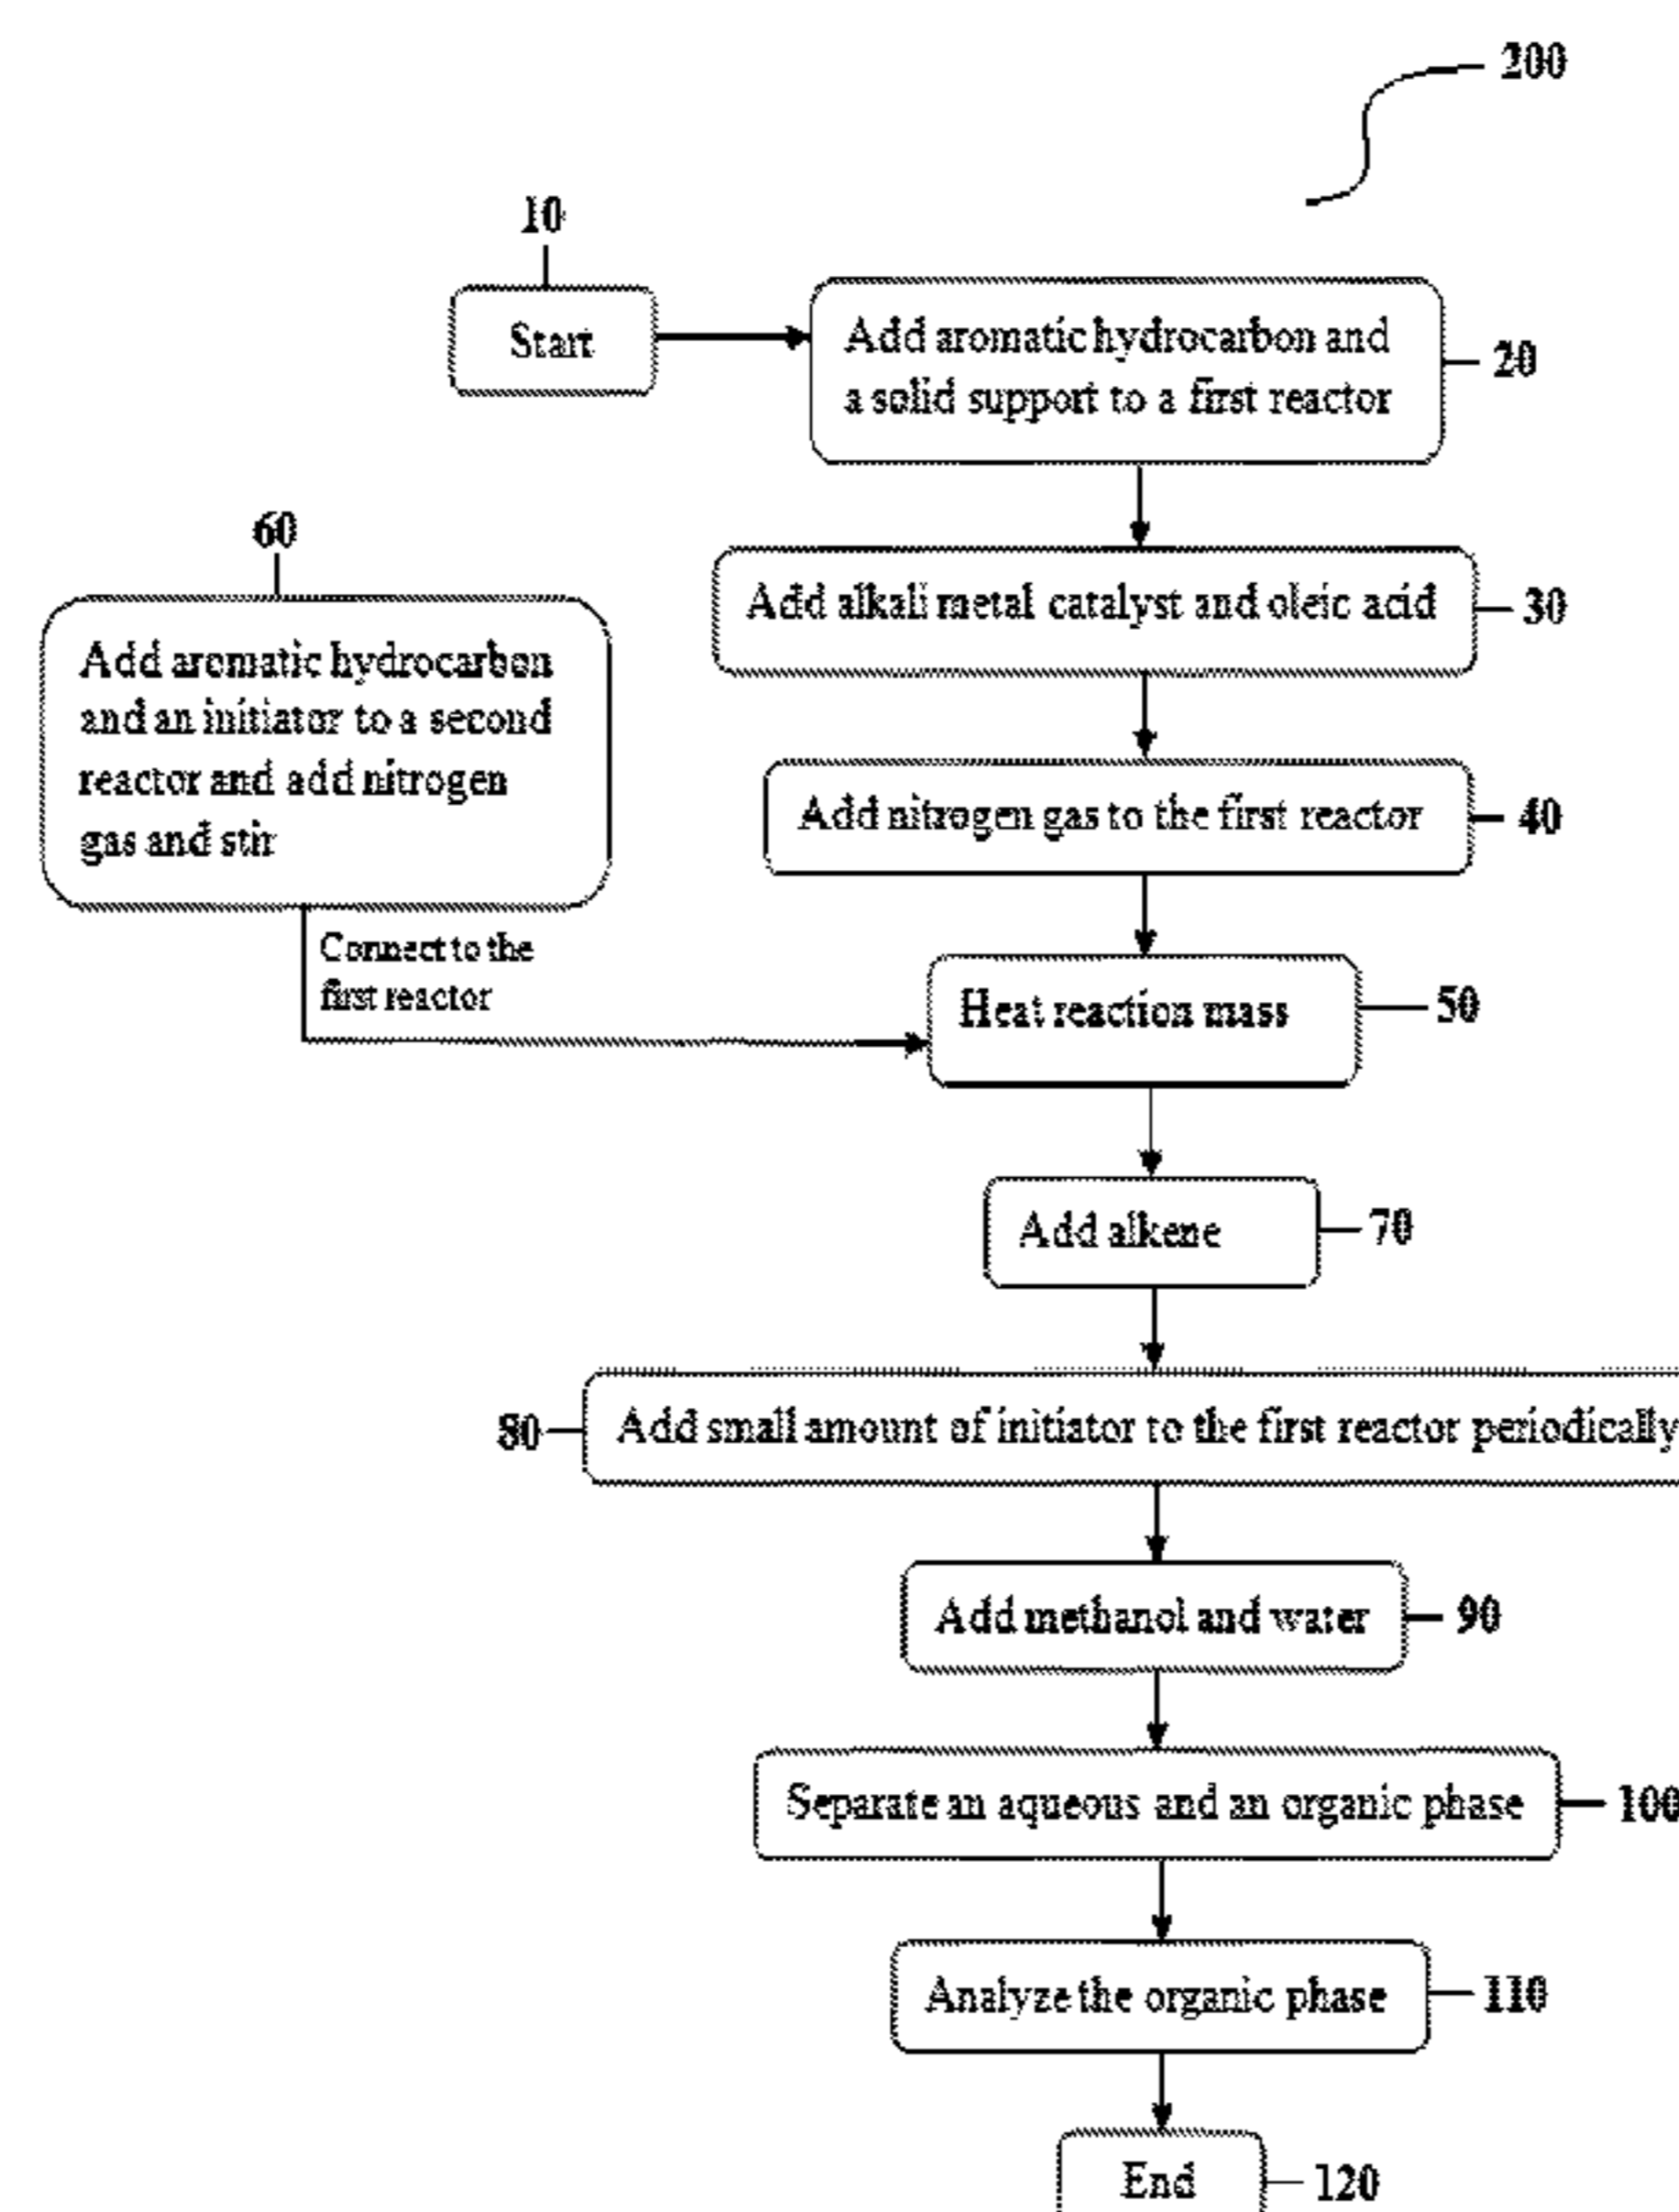 200
10
Start
Add aromatic hydrocarbon and
a solid support to a first reactor
20
60
Add aromatic hydrocarbon
and an initiator to a second
reactor and add nitrogen
gas and stir
Add alkali metal catalyst and oleic acid
30
Add nitrogen gas to the first reactor
40
Connect to the
first reactor
Heat reaction mass
50
Add alkene
70
80
Add small amount of initiator to the first reactor periodically
Add methanol and water
90
Separate an aqueous and an organic phase
100
Analyze the organic phase
110
End
120